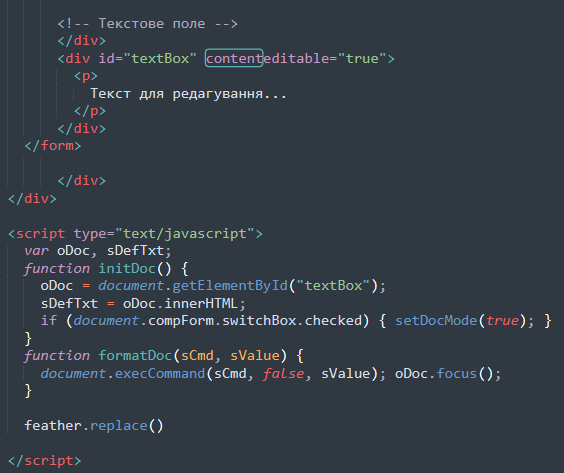 <!-- Текстове поле -->
</div>
<div id="textBox" contenteditable="true">
<p>
Текст для редагування...
</p>
</div>
</form>
</div>
</div>
<script type="text/javascript">
var oDoc, sDefTxt;
function initDoc() {
oDoc = document.getElementById("textBox");
sDefTxt = oDoc.innerHTML;
if (document.compForm.switchBox.checked) { setDocMode(true); }
}
function formatDoc(sCmd, sValue) {
document.execCommand(sCmd, false, sValue); oDoc.focus();
}
feather.replace()
</script>